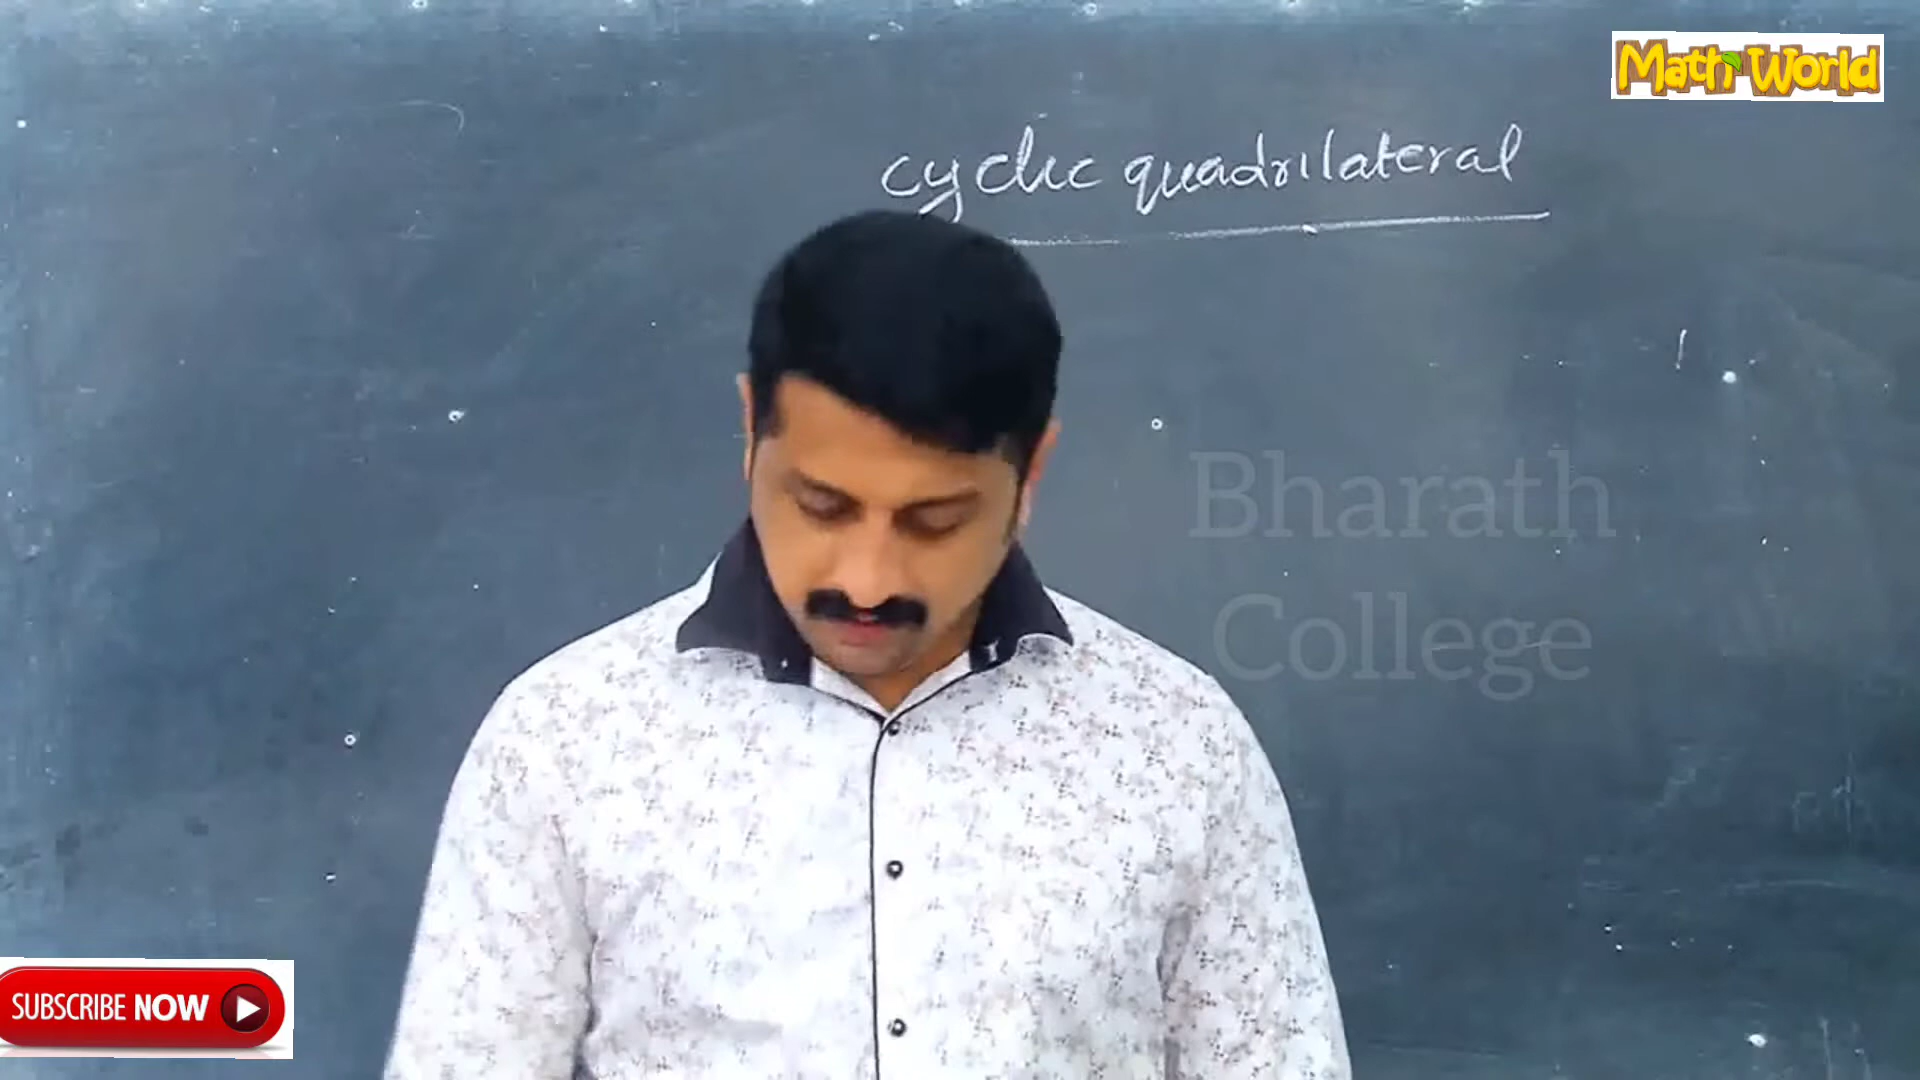 Math World
cyclic quadrilateral
Bharath
College
SUBSCRIBE NOW